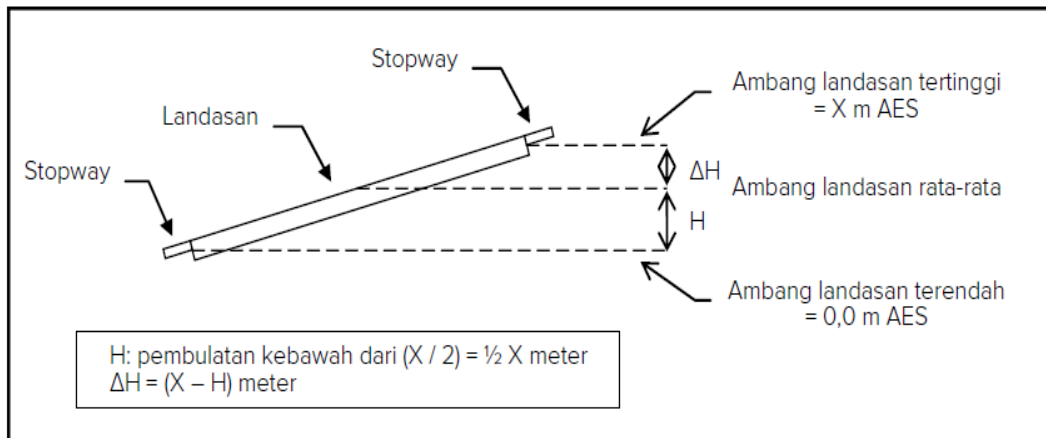 Stopway
Ambang landasan tertinggi
= X m AES
Landasan
Stopway
ΔH
Ambang landasan rata-rata
H
Ambang landasan terendah
= 0,0 m AES
H: pembulatan kebawah dari (X / 2) = ½ X meter
ΔH = (X – H) meter